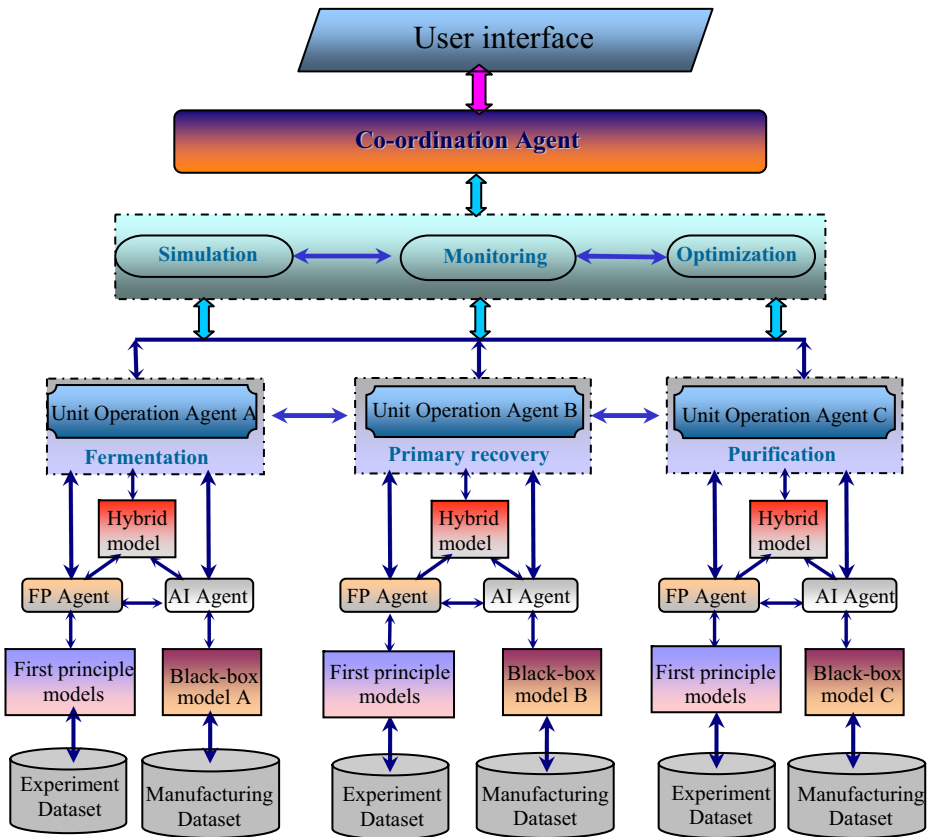 User interface
Co-ordination Agent
Simulation
Monitoring
Optimization
Unit Operation Agent A
Unit Operation Agent B
Unit Operation Agent C
Fermentation
Primary recovery
Purification
Hybrid
model
Hybrid
model
Hybrid
model
FP Agent
AI Agent
FP Agent
AI Agent
FP Agent
AI Agent
First principle
models
Black-box
model A
First principle
models
Black-box
model B
First principle
models
Black-box
model C
Experiment
Dataset
Manufacturing
Dataset
Experiment
Dataset
Manufacturing
Dataset
Experiment
Dataset
Manufacturing
Dataset